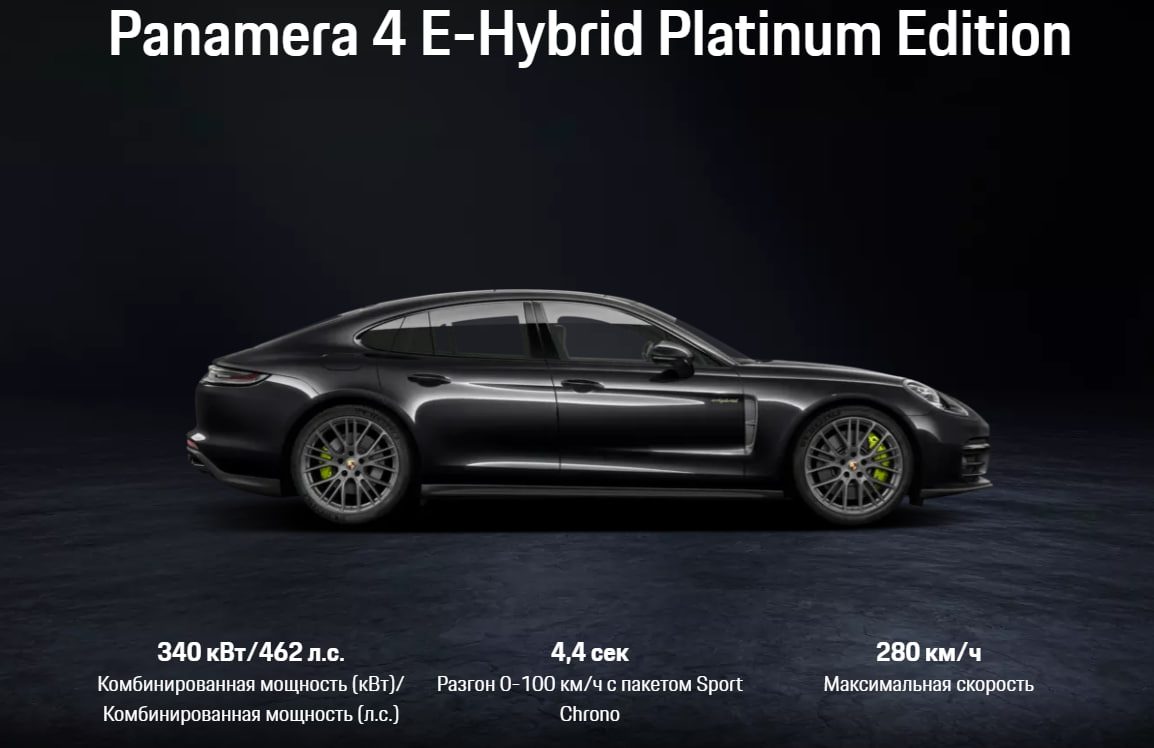 Panamera 4 E-Hybrid Platinum Edition
e-hybrid
340 кВт/462 л.с.
4,4 сек
280 км/ч
Комбинированная мощность (кВт)/
Комбинированная мощность (л.с.)
Разгон 0-100 км/ч с пакетом Sport
Chrono
Максимальная скорость